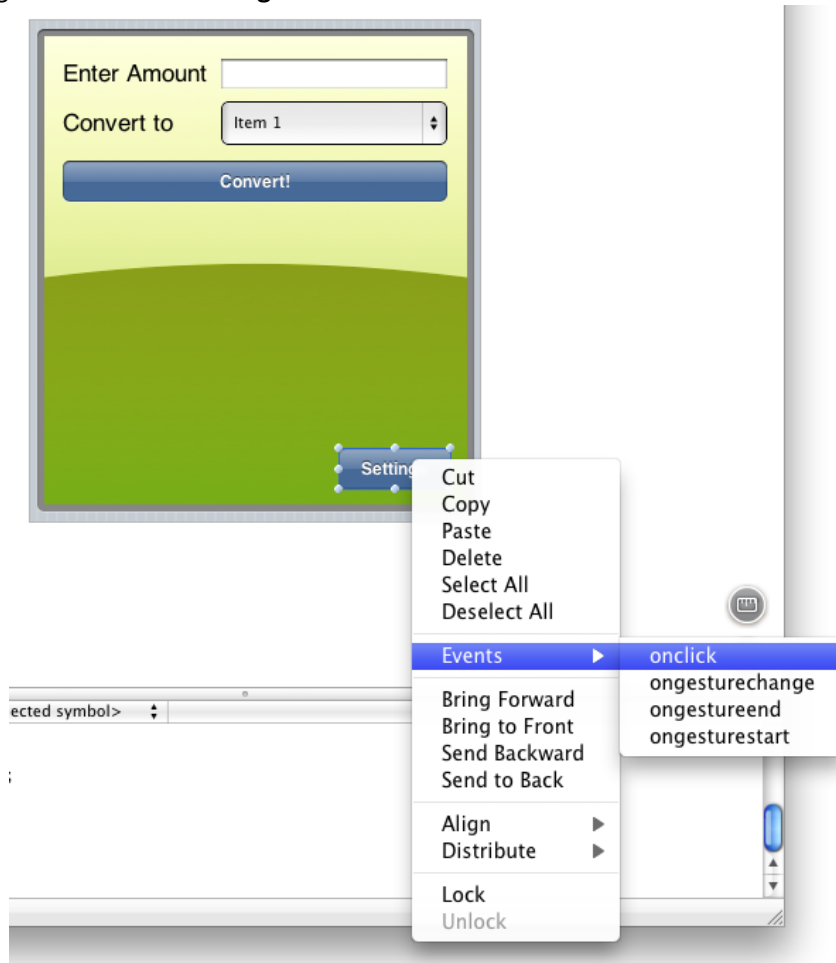 Enter Amount
Convert to
Item 1
Convert!
Setting
Cut
Copy
Paste
Delete
Select All
Deselect All
Events
onclick
ongesturechange
ongestureend
ongesturestart
Bring Forward
Bring to Front
Send Backward
Send to Back
ected symbol>
Align
Distribute
Lock
Unlock